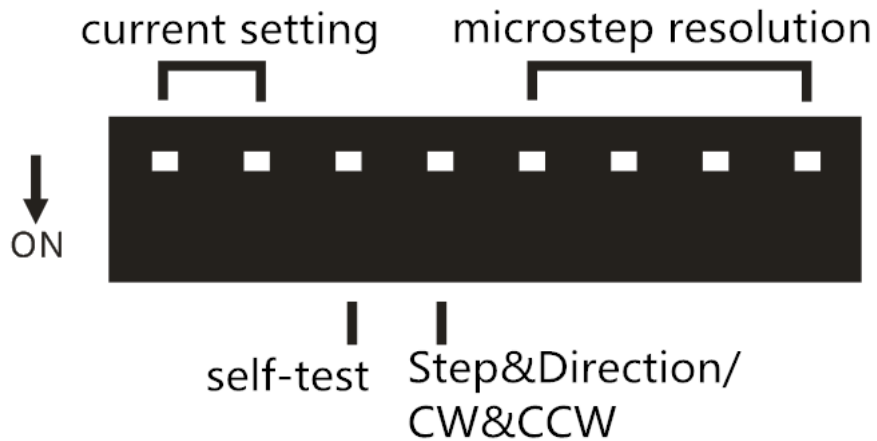 current setting
microstep resolution
ON
self-test
Step&Direction/
CW&CCW